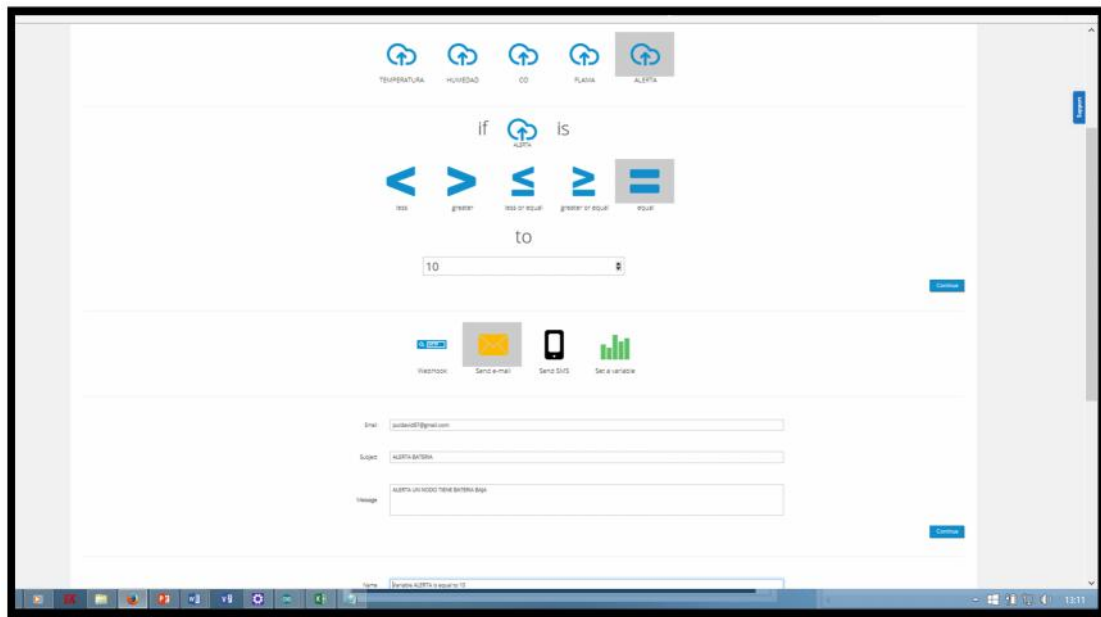 TEMPERATURA HUMEDAD CO FLAMA ALERTA
if ALERTA is
< > ≤ ≥ =
less greater less or equal greater or equal equal
to
10
Continue
Webhook Send e-mail Send SMS Set a variable
Email
Subject ALERTA BATERIA
Message ALERTA UN NODO TIENE BATERIA BAJA
Continue
Name Variable ALERTA is equal to 10
Support
13:11